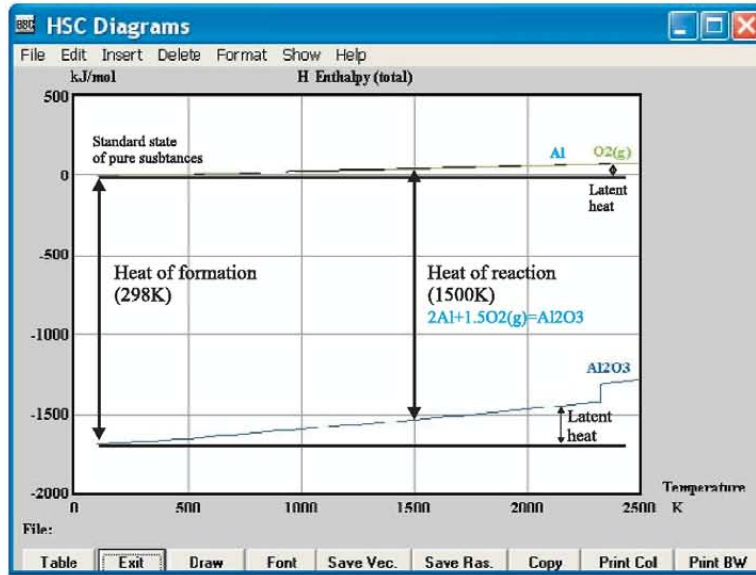 HSC Diagrams
File Edit Insert Delete Format Show Help
kJ/mol H Enthalpy (total)
500
Standard state
of pure susbtances
Al O2(g)
0
Latent
heat
-500
Heat of formation
(298K)
Heat of reaction
(1500K)
2Al+1.5O2(g)=Al2O3
-1000
Al2O3
-1500
Latent
heat
-2000
0 500 1000 1500 2000 2500
Temperature
K
File:
Table Exit Draw Font Save Vec. Save Ras. Copy Print Col Print BW